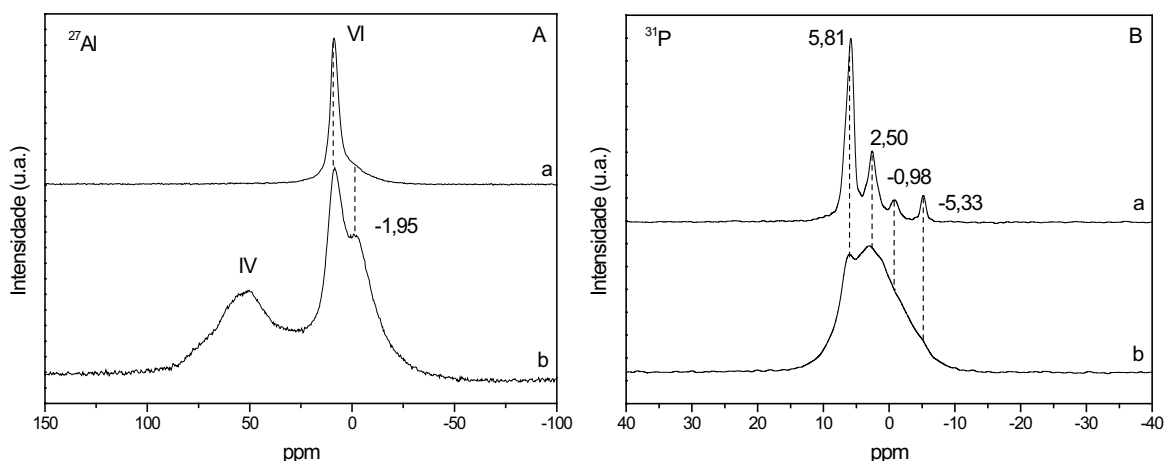 27Al
VI
A
a
-1,95
IV
b
Intensidade (u.a.)
150 100 50 0 -50 -100
ppm
31P
5,81
B
2,50
-0,98
-5,33
a
b
Intensidade (u.a.)
40 30 20 10 0 -10 -20 -30 -40
ppm